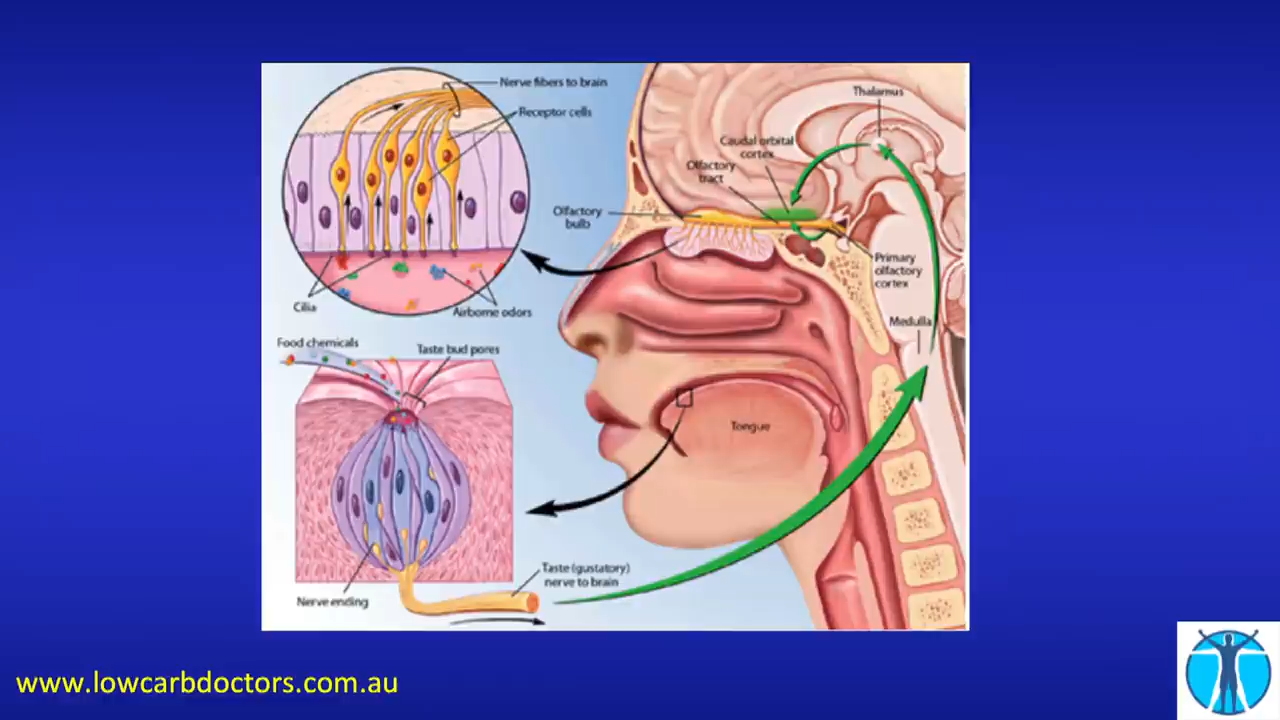 Nerve fibers to brain
Receptor cells
Thalamus
Caudal orbital
cortex
Olfactory
tract
Olfactory
bulb
Primary
olfactory
cortex
Cilia
Airborne odors
Medulla
Food chemicals
Taste bud pores
Tongue
Taste (gustatory)
nerve to brain
Nerve ending
www.lowcarbdoctors.com.au